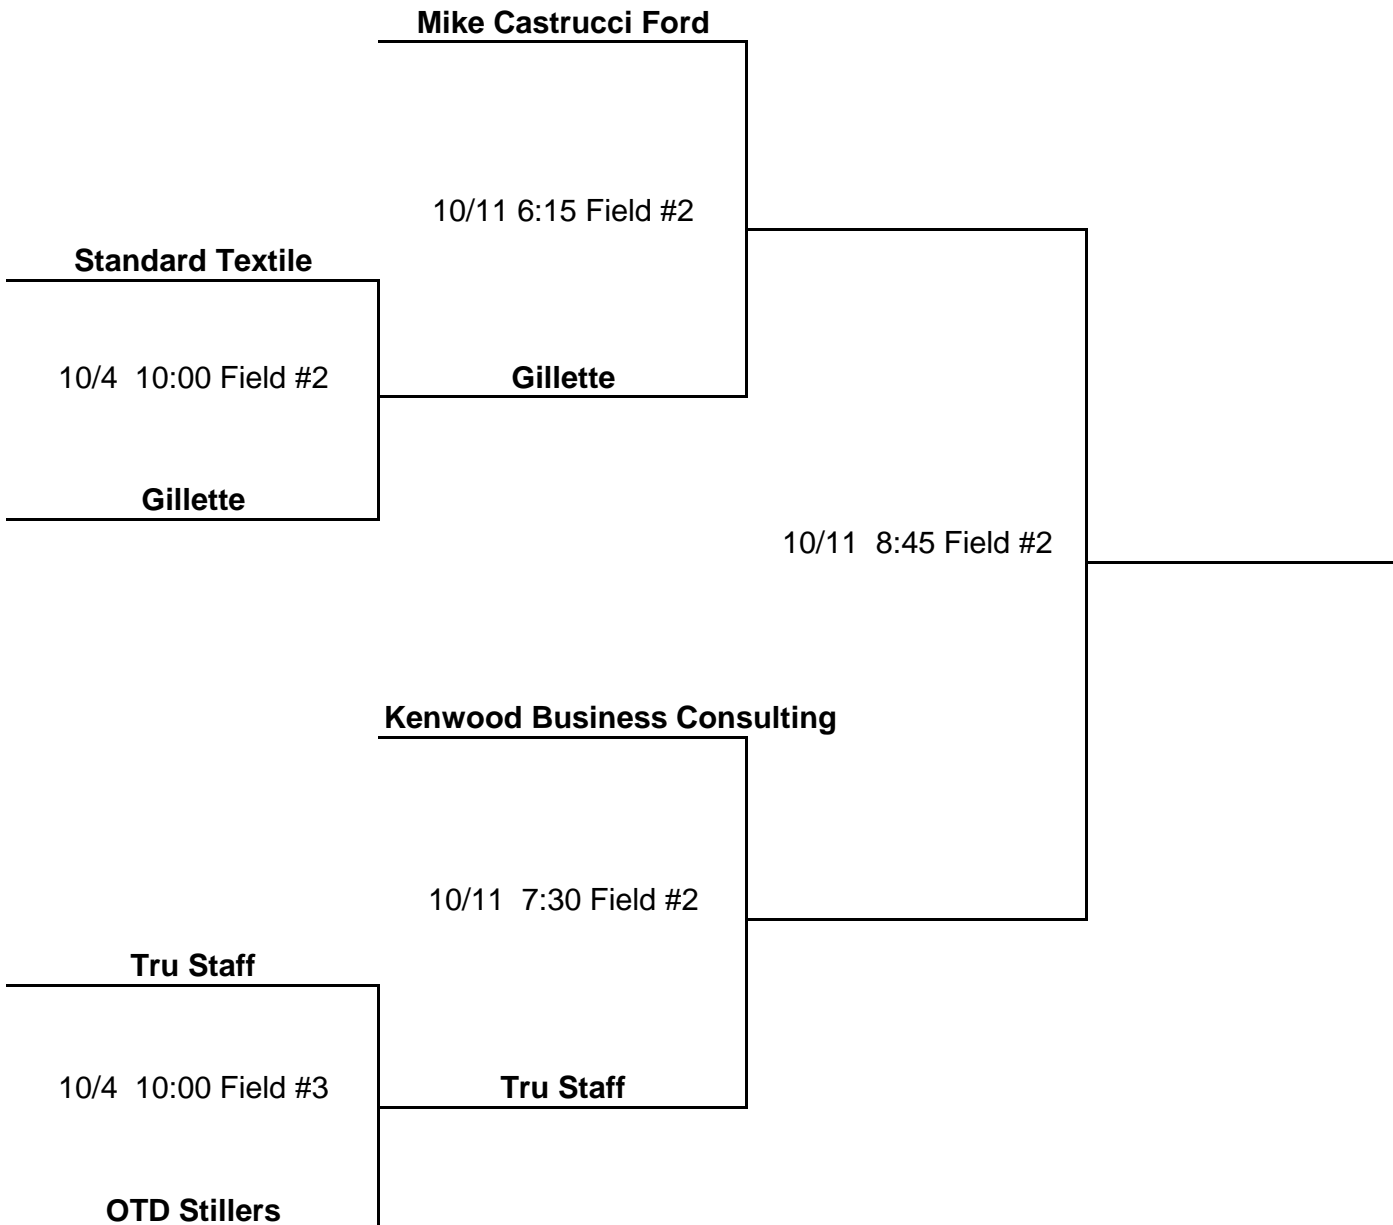 Mike Castrucci Ford
10/11 6:15 Field #2
Standard Textile
10/4  10:00 Field #2
Gillette
Gillette
10/11  8:45 Field #2
Kenwood Business Consulting
10/11  7:30 Field #2
Tru Staff
10/4  10:00 Field #3
Tru Staff
OTD Stillers